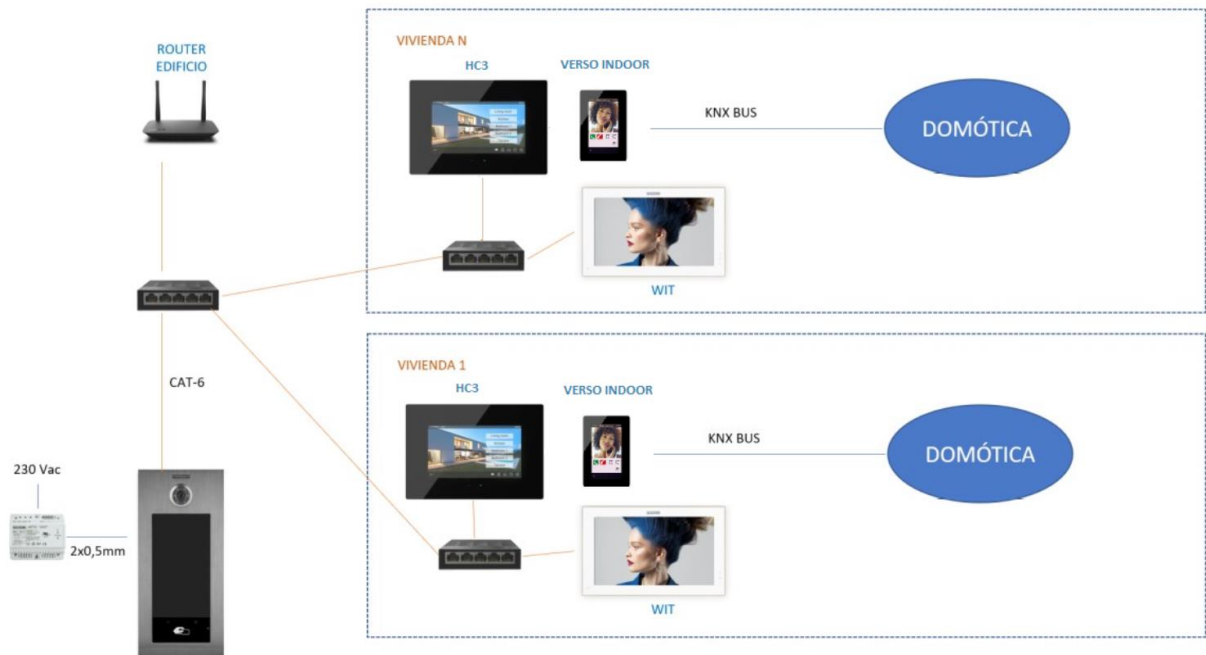 ROUTER
EDIFICIO
CAT-6
230 Vac
2x0,5mm
VIVIENDA N
HC3
VERSO INDOOR
KNX BUS
DOMÓTICA
WIT
VIVIENDA 1
HC3
VERSO INDOOR
KNX BUS
DOMÓTICA
WIT